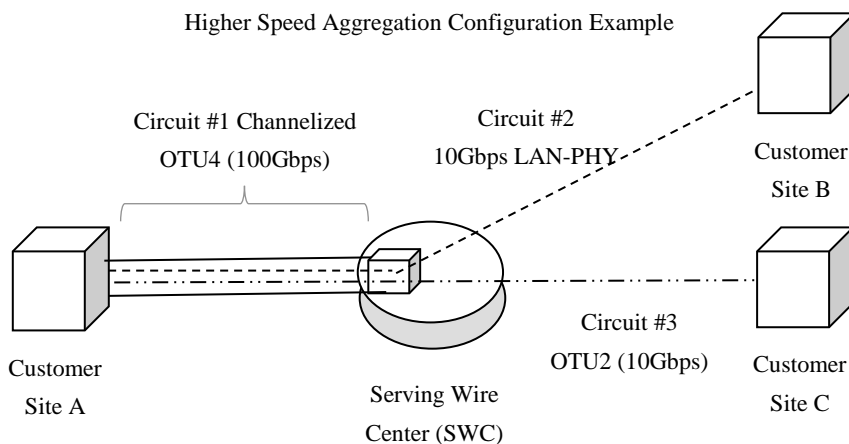 Higher Speed Aggregation Configuration Example
Circuit #1 Channelized
OTU4 (100Gbps)
Circuit #2
10Gbps LAN-PHY
Customer
Site B
Circuit #3
OTU2 (10Gbps)
Customer
Site A
Serving Wire
Center (SWC)
Customer
Site C